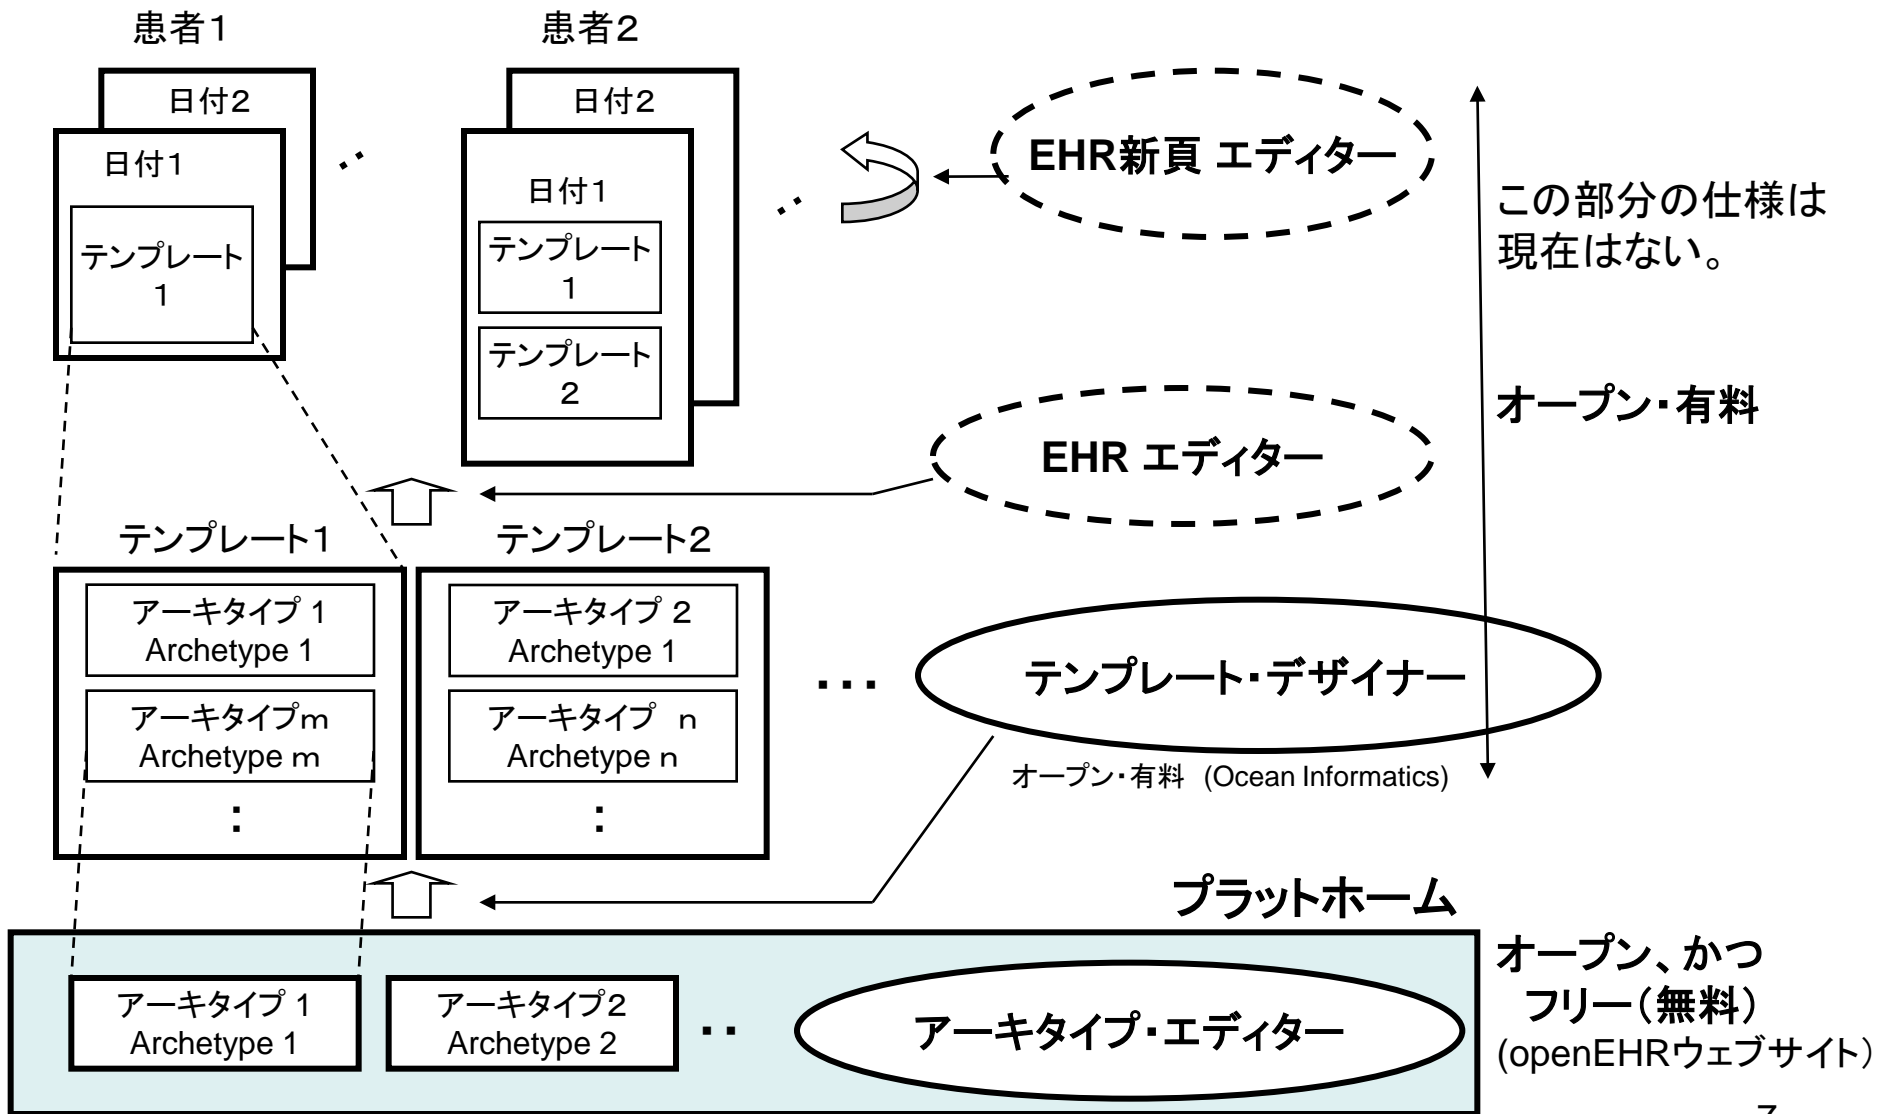 患者１
患者２
日付２
日付１
テンプレート
１
日付２
日付１
テンプレート
１
テンプレート
２
EHR新頁 エディター
この部分の仕様は
現在はない。
オープン・有料
EHR エディター
テンプレート１
テンプレート２
アーキタイプ 1
Archetype 1
アーキタイプｍ
Archetype ｍ
：
アーキタイプ ２
Archetype 1
アーキタイプ　ｎ
Archetype ｎ
：
・・・
テンプレート・デザイナー
オープン・有料　(Ocean Informatics)
プラットホーム
アーキタイプ 1
Archetype 1
アーキタイプ２
Archetype 2
・・
アーキタイプ・エディター
オープン、かつ
フリー（無料）
(openEHRウェブサイト）